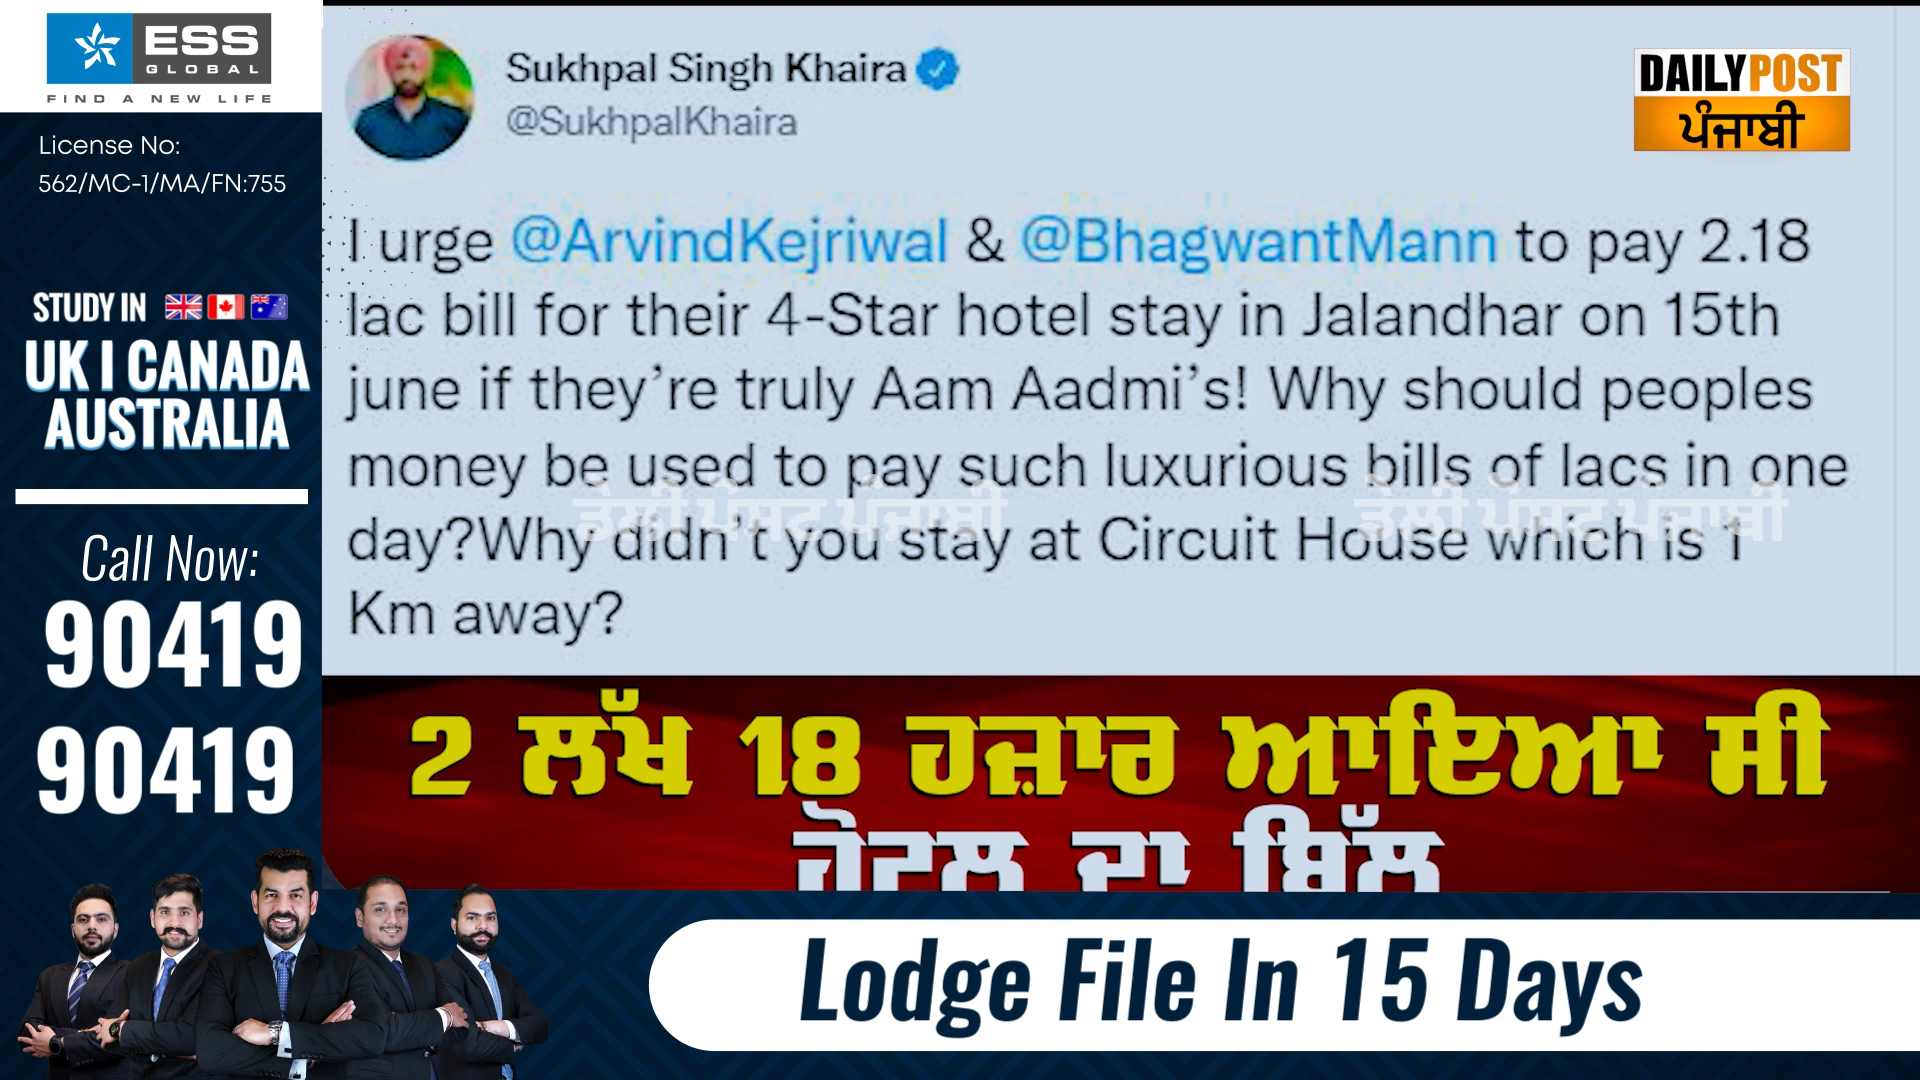 ESS
GLOBAL
FIND A NEW LIFE
License No:
562/MC-1/MA/FN:755
STUDY IN
UK I CANADA
AUSTRALIA
Call Now:
90419
90419
Sukhpal Singh Khaira
@SukhpalKhaira
DAILYPOST
ਪੰਜਾਬੀ
I urge @ArvindKejriwal & @BhagwantMann to pay 2.18
lac bill for their 4-Star hotel stay in Jalandhar on 15th
june if they're truly Aam Aadmi's! Why should peoples
money be used to pay such luxurious bills of lacs in one
day?Why didn't you stay at Circuit House which is 1
Km away?
ਡੇਲੀ ਪੋਸਟ ਪੰਜਾਬੀ
ਡੇਲੀ ਪੋਸਟ ਪੰਜਾਬੀ
2 ਲੱਖ 18 ਹਜ਼ਾਰ ਆਇਆ ਸੀ
ਹੋਟਲ ਦਾ ਬਿੱਲ
Lodge File In 15 Days